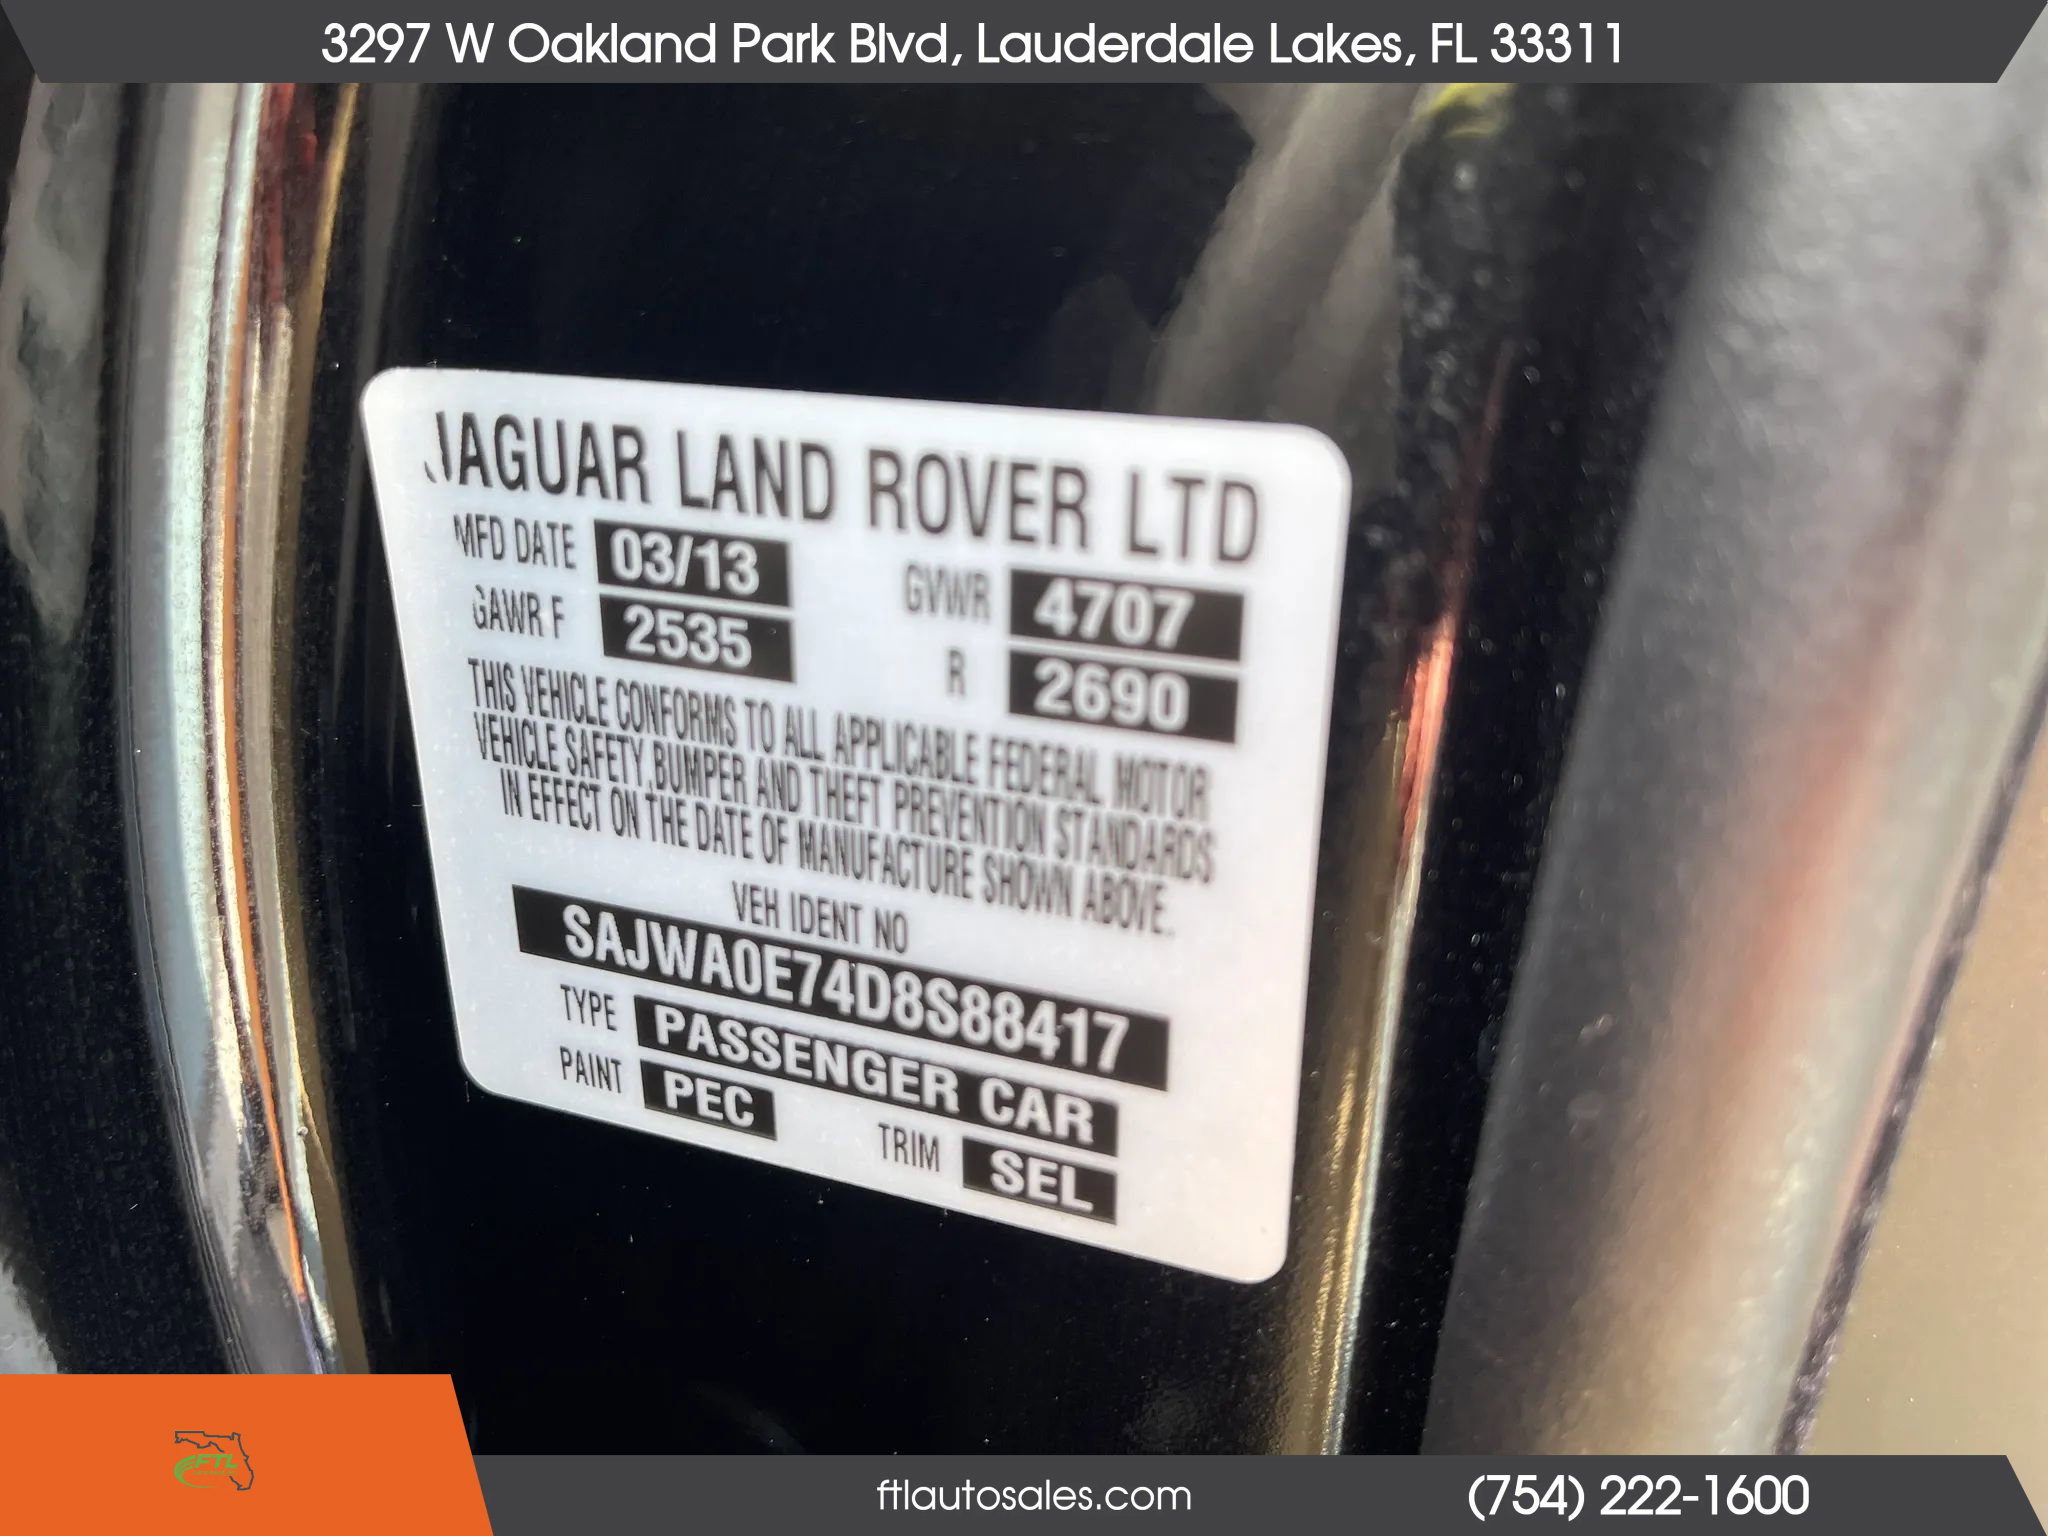 3297 W Oakland Park Blvd, Lauderdale Lakes, FL 33311
JAGUAR LAND ROVER LTD
MFD DATE 03/13 GVWR 4707
GAWR F 2535 R 2690
THIS VEHICLE CONFORMS TO ALL APPLICABLE FEDERAL MOTOR
VEHICLE SAFETY,BUMPER AND THEFT PREVENTION STANDARDS
IN EFFECT ON THE DATE OF MANUFACTURE SHOWN ABOVE.
VEH IDENT NO
SAJWA0E74D8S88417
TYPE PASSENGER CAR
PAINT PEC TRIM SEL
FTL
ftlautosales.com
(754) 222-1600